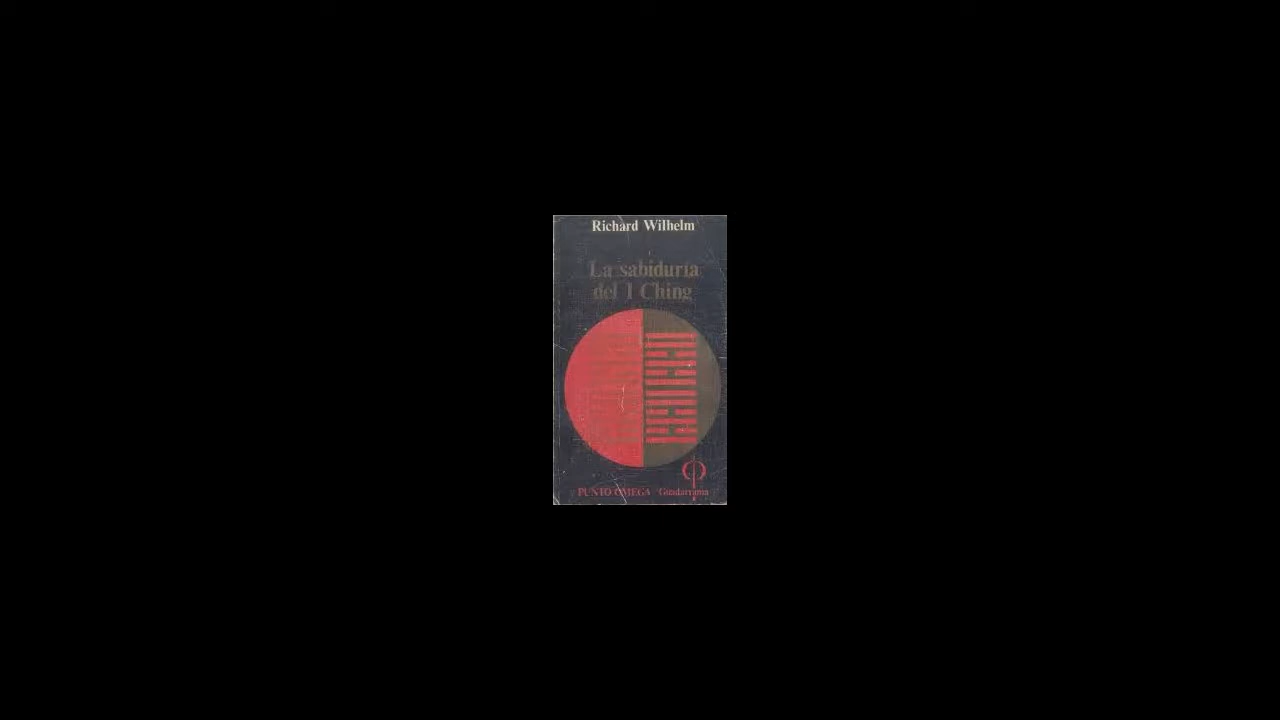 Richard Wilhelm
La sabiduría
del I Ching
PUNTO OMEGA Guadarrama